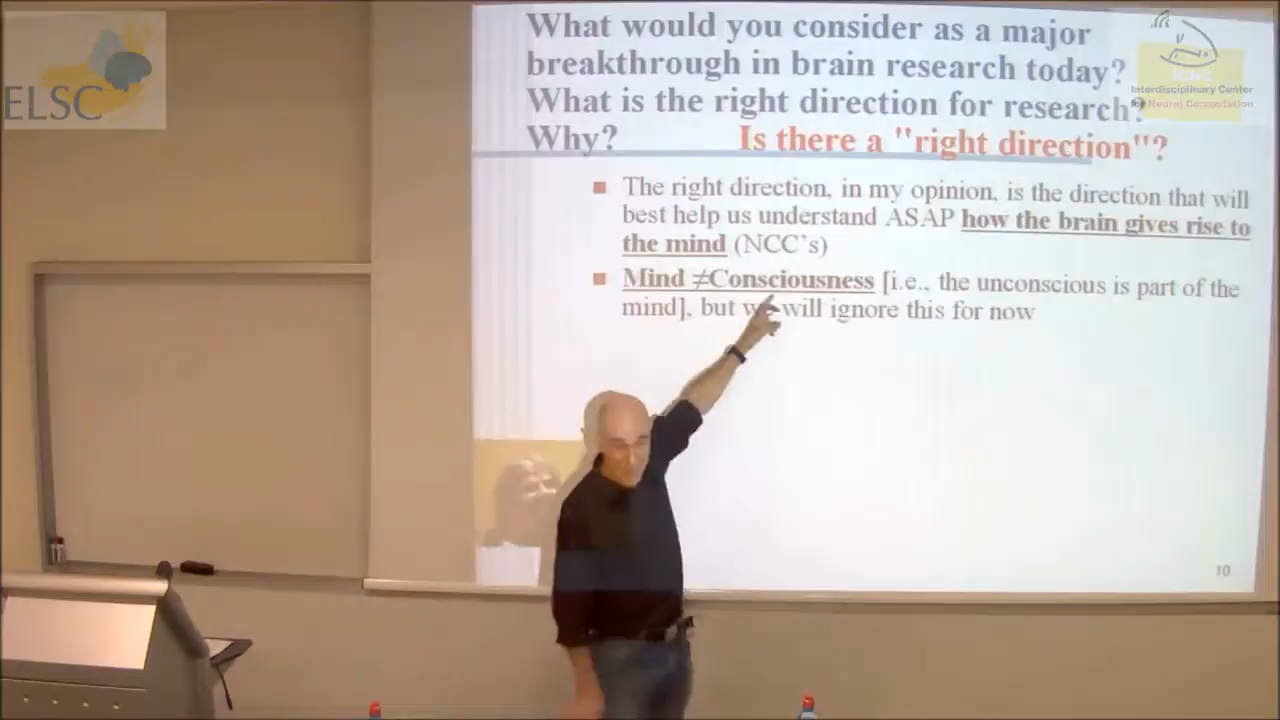 ELSC
What would you consider as a major
breakthrough in brain research today?
What is the right direction for research?
Why? Is there a "right direction"?
Interdisciplinary Center
for Neural Computation
The right direction, in my opinion, is the direction that will
best help us understand ASAP how the brain gives rise to
the mind (NCC's)
Mind ≠Consciousness [i.e., the unconscious is part of the
mind], but we will ignore this for now
10